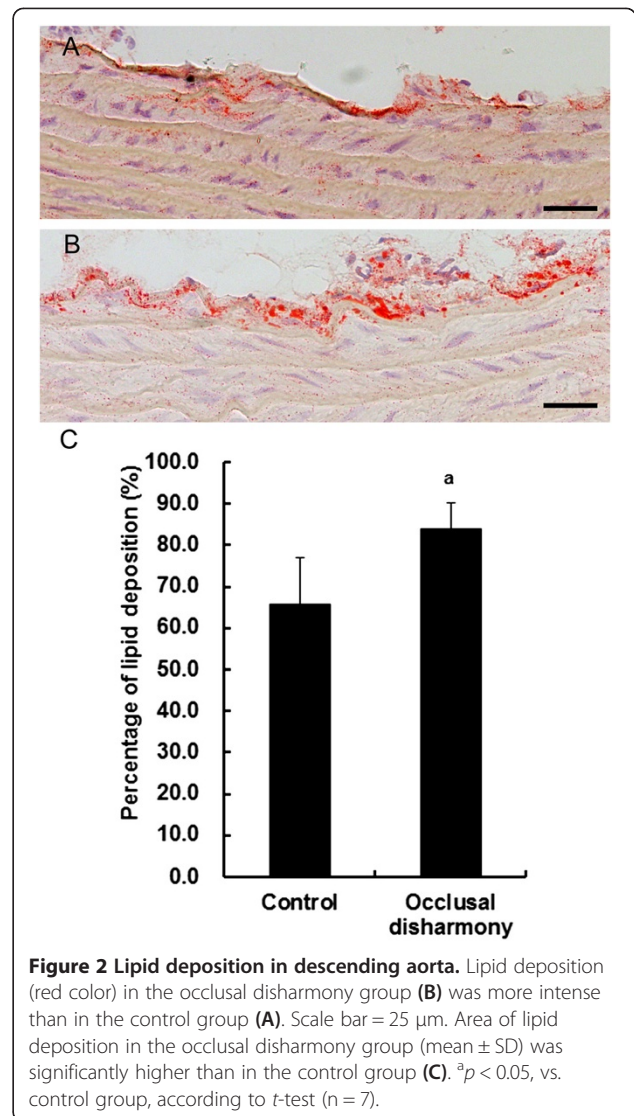 A
B
C
Percentage of lipid deposition (%)
100.0
90.0
80.0
70.0
60.0
50.0
40.0
30.0
20.0
10.0
0.0
a
Control
Occlusal
disharmony
Figure 2 Lipid deposition in descending aorta. Lipid deposition
(red color) in the occlusal disharmony group (B) was more intense
than in the control group (A). Scale bar = 25 μm. Area of lipid
deposition in the occlusal disharmony group (mean ± SD) was
significantly higher than in the control group (C). ᵃp < 0.05, vs.
control group, according to t-test (n = 7).